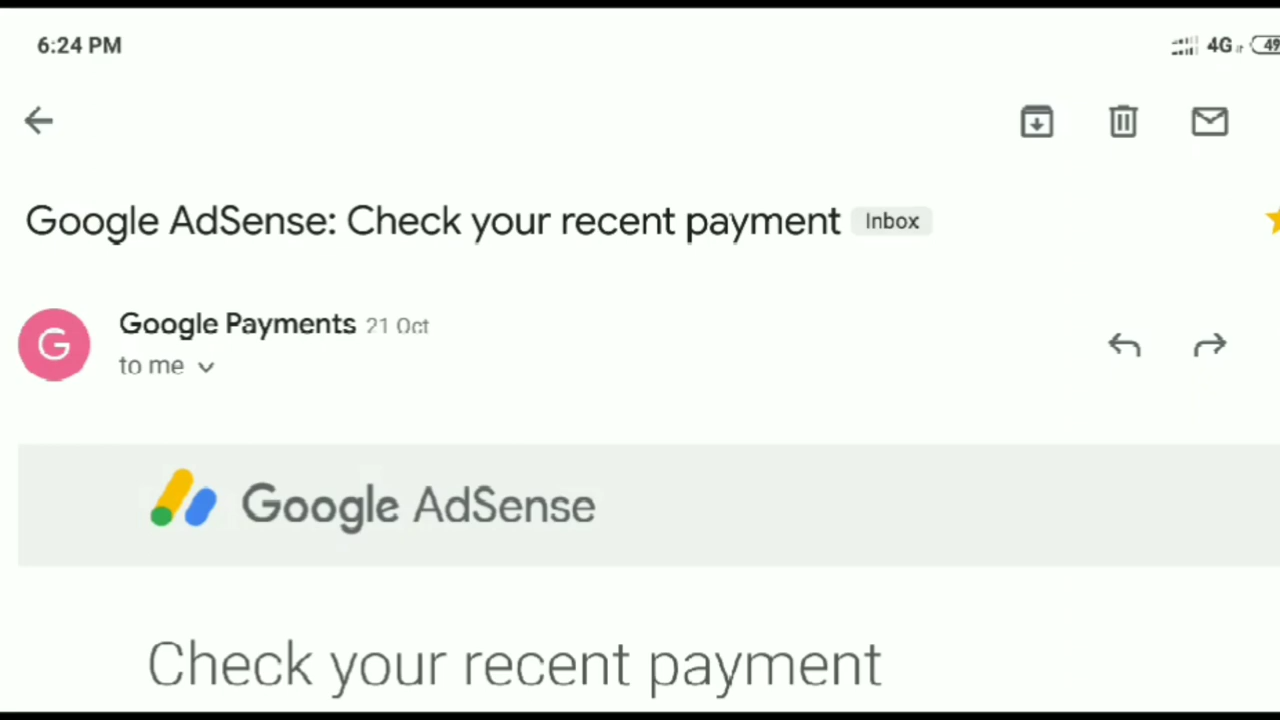 6:24 PM
4G 49
Google AdSense: Check your recent payment Inbox
G
Google Payments 21 Oct
to me
Google AdSense
Check your recent payment